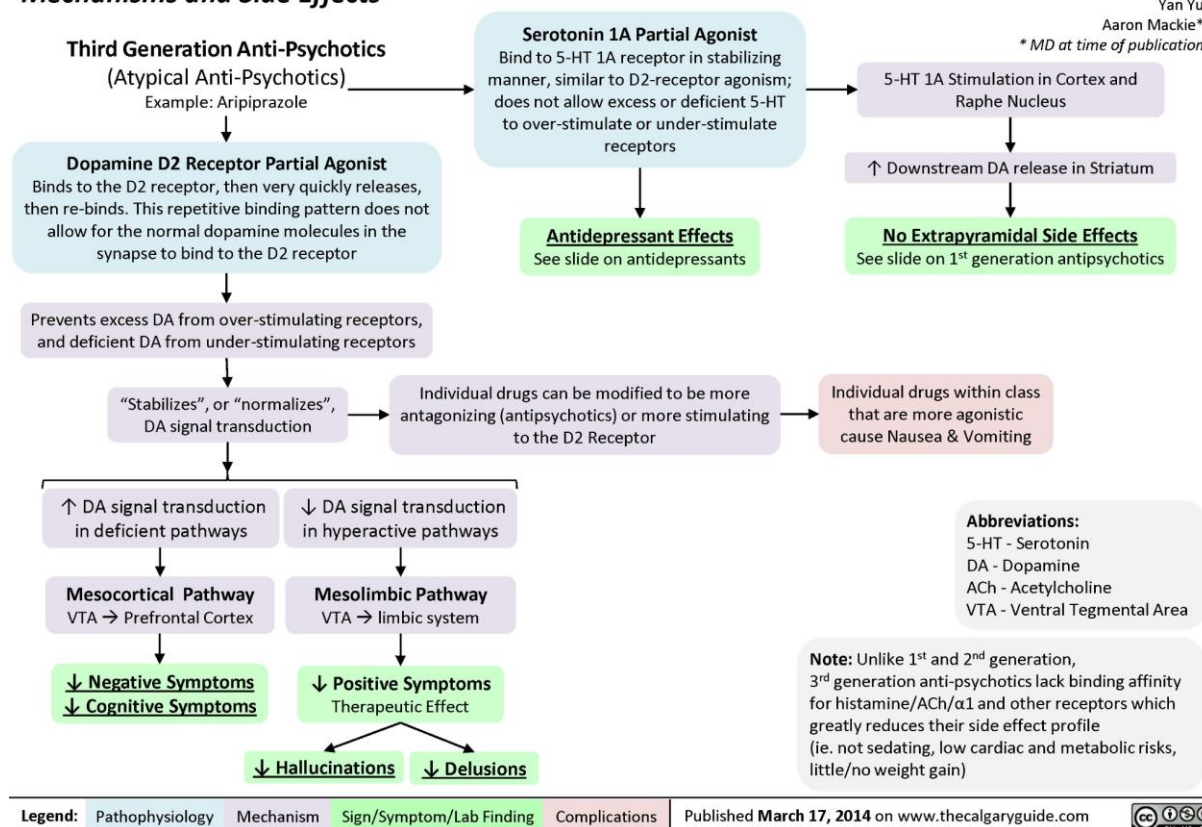 Mechanisms and Side Effects
Yan Yu
Aaron Mackie*
* MD at time of publication
Third Generation Anti-Psychotics
(Atypical Anti-Psychotics)
Example: Aripiprazole
Serotonin 1A Partial Agonist
Bind to 5-HT 1A receptor in stabilizing
manner, similar to D2-receptor agonism;
does not allow excess or deficient 5-HT
to over-stimulate or under-stimulate
receptors
5-HT 1A Stimulation in Cortex and
Raphe Nucleus
↑ Downstream DA release in Striatum
Dopamine D2 Receptor Partial Agonist
Binds to the D2 receptor, then very quickly releases,
then re-binds. This repetitive binding pattern does not
allow for the normal dopamine molecules in the
synapse to bind to the D2 receptor
Antidepressant Effects
See slide on antidepressants
No Extrapyramidal Side Effects
See slide on 1st generation antipsychotics
Prevents excess DA from over-stimulating receptors,
and deficient DA from under-stimulating receptors
“Stabilizes”, or “normalizes”,
DA signal transduction
Individual drugs can be modified to be more
antagonizing (antipsychotics) or more stimulating
to the D2 Receptor
Individual drugs within class
that are more agonistic
cause Nausea & Vomiting
↑ DA signal transduction
in deficient pathways
↓ DA signal transduction
in hyperactive pathways
Mesocortical Pathway
VTA → Prefrontal Cortex
Mesolimbic Pathway
VTA → limbic system
↓ Negative Symptoms
↓ Cognitive Symptoms
↓ Positive Symptoms
Therapeutic Effect
↓ Hallucinations
↓ Delusions
Abbreviations:
5-HT - Serotonin
DA - Dopamine
ACh - Acetylcholine
VTA - Ventral Tegmental Area
Note: Unlike 1st and 2nd generation,
3rd generation anti-psychotics lack binding affinity
for histamine/ACh/α1 and other receptors which
greatly reduces their side effect profile
(ie. not sedating, low cardiac and metabolic risks,
little/no weight gain)
Legend: Pathophysiology Mechanism Sign/Symptom/Lab Finding Complications Published March 17, 2014 on www.thecalgaryguide.com